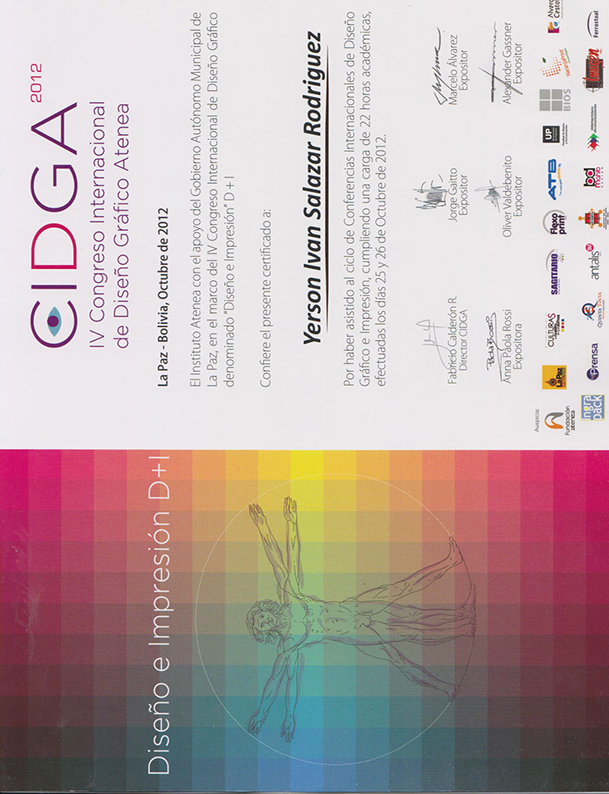 CIDGA
2012
IV Congreso Internacional
de Diseño Gráfico Atenea
La Paz - Bolivia, Octubre de 2012
El Instituto Atenea con el apoyo del Gobierno Autónomo Municipal de
La Paz, en el marco del IV Congreso Internacional de Diseño Gráfico
denominado "Diseño e Impresión" D + I
Confiere el presente certificado a:
Yerson Ivan Salazar Rodriguez
Por haber asistido al ciclo de Conferencias Internacionales de Diseño
Gráfico e Impresión, cumpliendo una carga de 22 horas académicas,
efectuadas los días 25 y 26 de Octubre de 2012.
Fabricio Calderón R.
Director CIDGA
Jorge Gaitto
Expositor
Marcelo Álvarez
Expositor
Anna Páola Rossi
Expositora
Oliver Valdebenito
Expositor
Alexander Gassner
Expositor
Auspicia:
Fundación
atenea
La Paz
CULTURAS
SAGITARIO
Flexo
print
ATB
UP
BIOS
ingra
pack
Prensa
QUINTA TINTA
antalis
Ferrostaal
Diseño e Impresión D+I